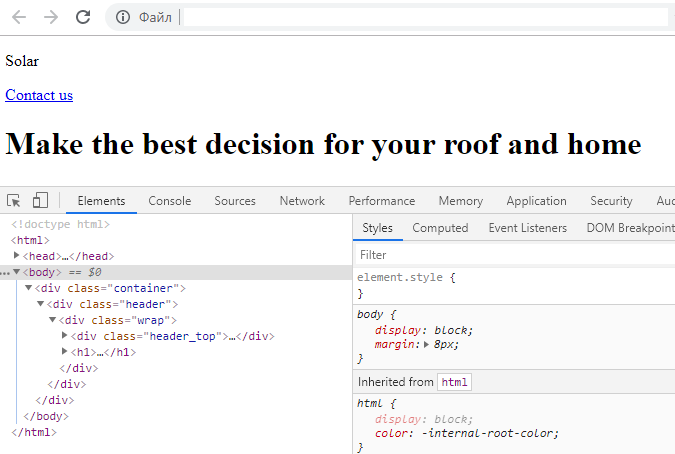 Файл
Solar
Contact us
Make the best decision for your roof and home
Elements Console Sources Network Performance Memory Application Security
<!doctype html>
<html>
<head>…</head>
… <body> == $0
<div class="container">
<div class="header">
<div class="wrap">
<div class="header_top">…</div>
<h1>…</h1>
</div>
</div>
</div>
</body>
</html>
Styles Computed Event Listeners DOM Breakpoint
Filter
element.style {
}
body {
display: block;
margin: 8px;
}
Inherited from html
html {
display: block;
color: -internal-root-color;
}